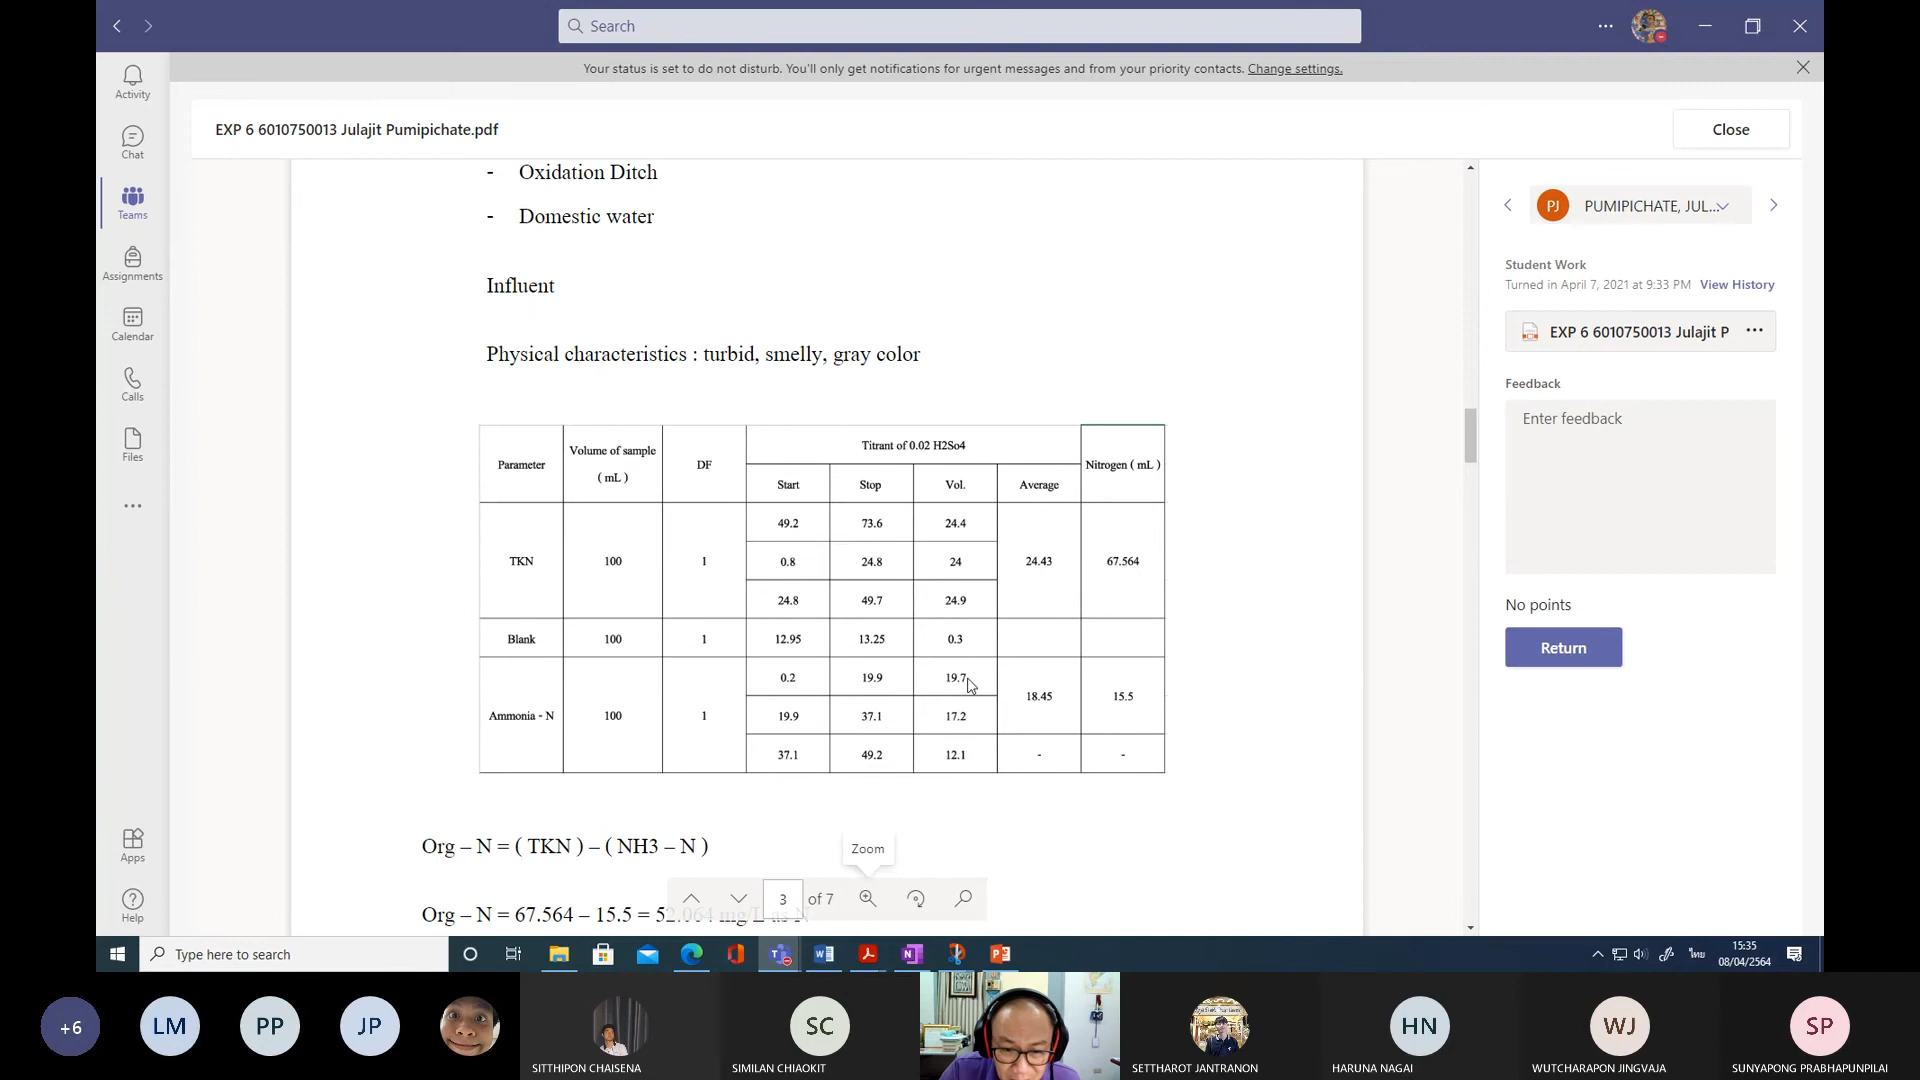 Search
Your status is set to do not disturb. You'll only get notifications for urgent messages and from your priority contacts. Change settings.
Activity
Chat
Teams
Assignments
Calendar
Calls
Files
Apps
Help
EXP 6 6010750013 Julajit Pumipichate.pdf
Close
- Oxidation Ditch
- Domestic water
Influent
Physical characteristics : turbid, smelly, gray color
Parameter
Volume of sample
( mL )
DF
Titrant of 0.02 H2So4
Nitrogen ( mL )
Start Stop Vol. Average
49.2 73.6 24.4
TKN 100 1 0.8 24.8 24 24.43 67.564
24.8 49.7 24.9
Blank 100 1 12.95 13.25 0.3
0.2 19.9 19.7
18.45 15.5
Ammonia - N 100 1 19.9 37.1 17.2
37.1 49.2 12.1 - -
Org – N = ( TKN ) – ( NH3 – N )
Zoom
3 of 7
Org – N = 67.564 – 15.5 = 52.064 mg/L as N
PJ PUMIPICHATE, JUL...
Student Work
Turned in April 7, 2021 at 9:33 PM View History
EXP 6 6010750013 Julajit P
Feedback
Enter feedback
No points
Return
Type here to search
ไทย
15:35
08/04/2564
+6
LM
PP
JP
SITTHIPON CHAISENA
SC
SIMILAN CHIAOKIT
SETTHAROT JANTRANON
HN
HARUNA NAGAI
WJ
WUTCHARAPON JINGVAJA
SP
SUNYAPONG PRABHAPUNPILAI